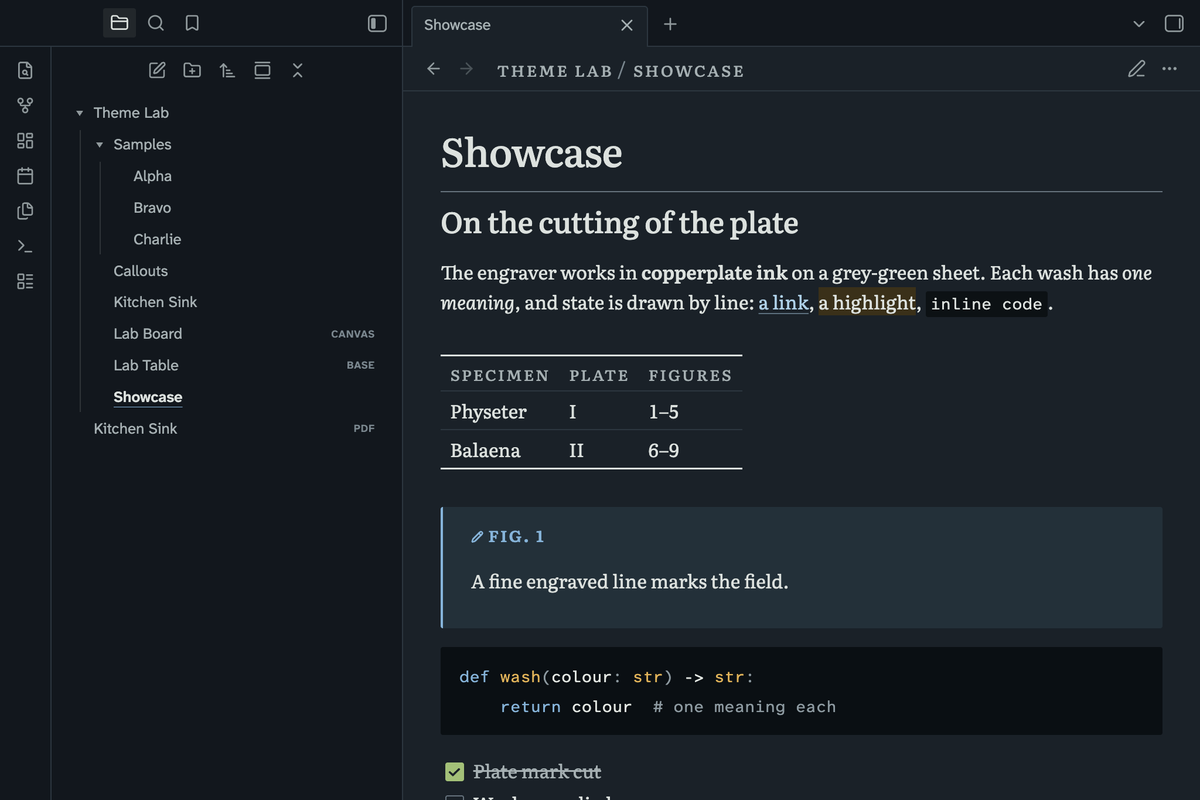 Showcase
THEME LAB / SHOWCASE
Theme Lab
Samples
Alpha
Bravo
Charlie
Callouts
Kitchen Sink
Lab Board CANVAS
Lab Table BASE
Showcase
Kitchen Sink PDF
Showcase
On the cutting of the plate
The engraver works in copperplate ink on a grey-green sheet. Each wash has one
meaning, and state is drawn by line: a link, a highlight, inline code.
SPECIMEN PLATE FIGURES
Physeter I 1–5
Balaena II 6–9
FIG. 1
A fine engraved line marks the field.
def wash(colour: str) -> str:
    return colour  # one meaning each
Plate mark cut